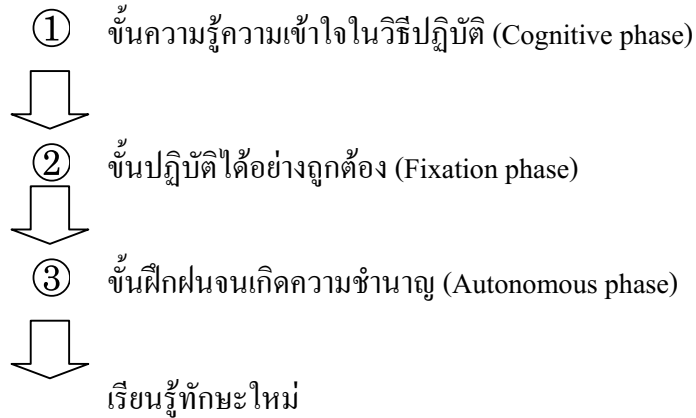 ① ขั้นความรู้ความเข้าใจในวิธีปฏิบัติ (Cognitive phase)
② ขั้นปฏิบัติได้อย่างถูกต้อง (Fixation phase)
③ ขั้นฝึกฝนจนเกิดความชำนาญ (Autonomous phase)
เรียนรู้ทักษะใหม่